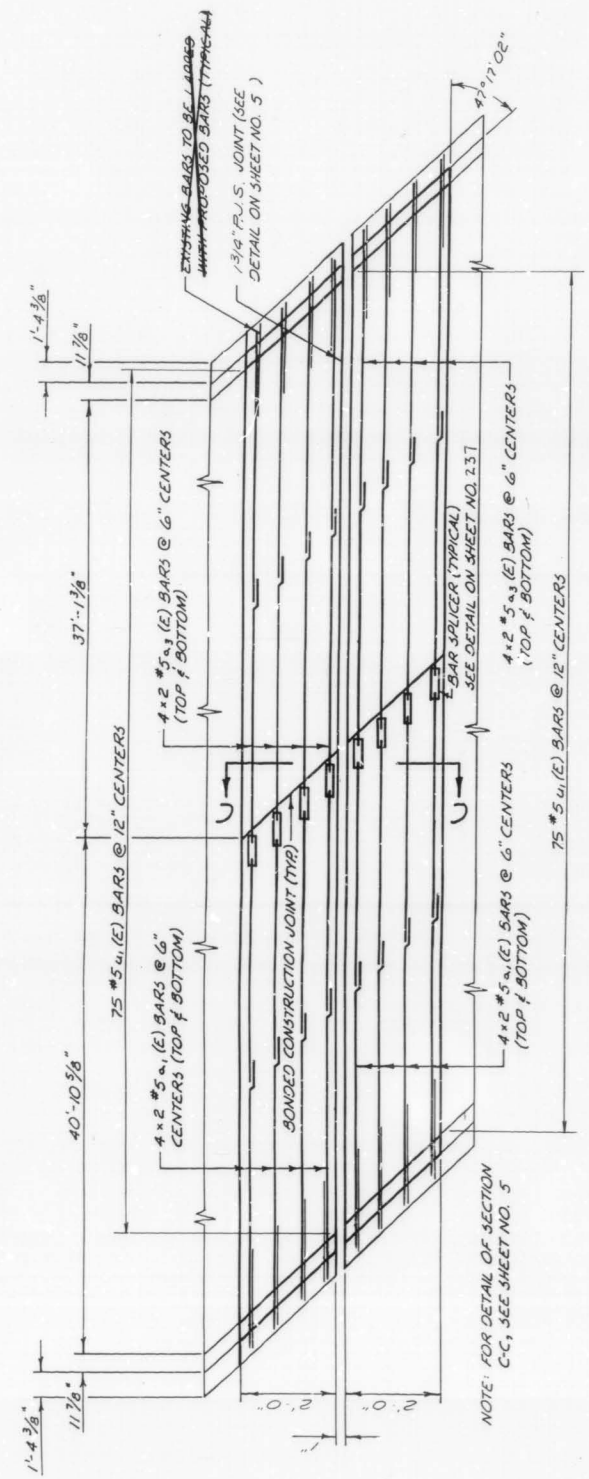 1'-4 3/8"
11 7/8"
40'-10 5/8"
37'-1 3/8"
1'-4 3/8"
11 7/8"
75 #5 u1(E) BARS @ 12" CENTERS
EXISTING BARS TO BE LAPPED
WITH PROPOSED BARS (TYPICAL)
1 3/4" P.J.S. JOINT (SEE
DETAIL ON SHEET NO. 5)
4 x 2 #5 a1(E) BARS @ 6"
CENTERS (TOP & BOTTOM)
4 x 2 #5 a3(E) BARS @ 6" CENTERS
(TOP & BOTTOM)
47° 17' 02"
C
BONDED CONSTRUCTION JOINT (TYP.)
2'-0"
1"
2'-0"
BAR SPLICER (TYPICAL)
SEE DETAIL ON SHEET NO. 237
C
4 x 2 #5 a1(E) BARS @ 6" CENTERS
(TOP & BOTTOM)
4 x 2 #5 a3(E) BARS @ 6" CENTERS
(TOP & BOTTOM)
75 #5 u1(E) BARS @ 12" CENTERS
NOTE: FOR DETAIL OF SECTION
C-C, SEE SHEET NO. 5